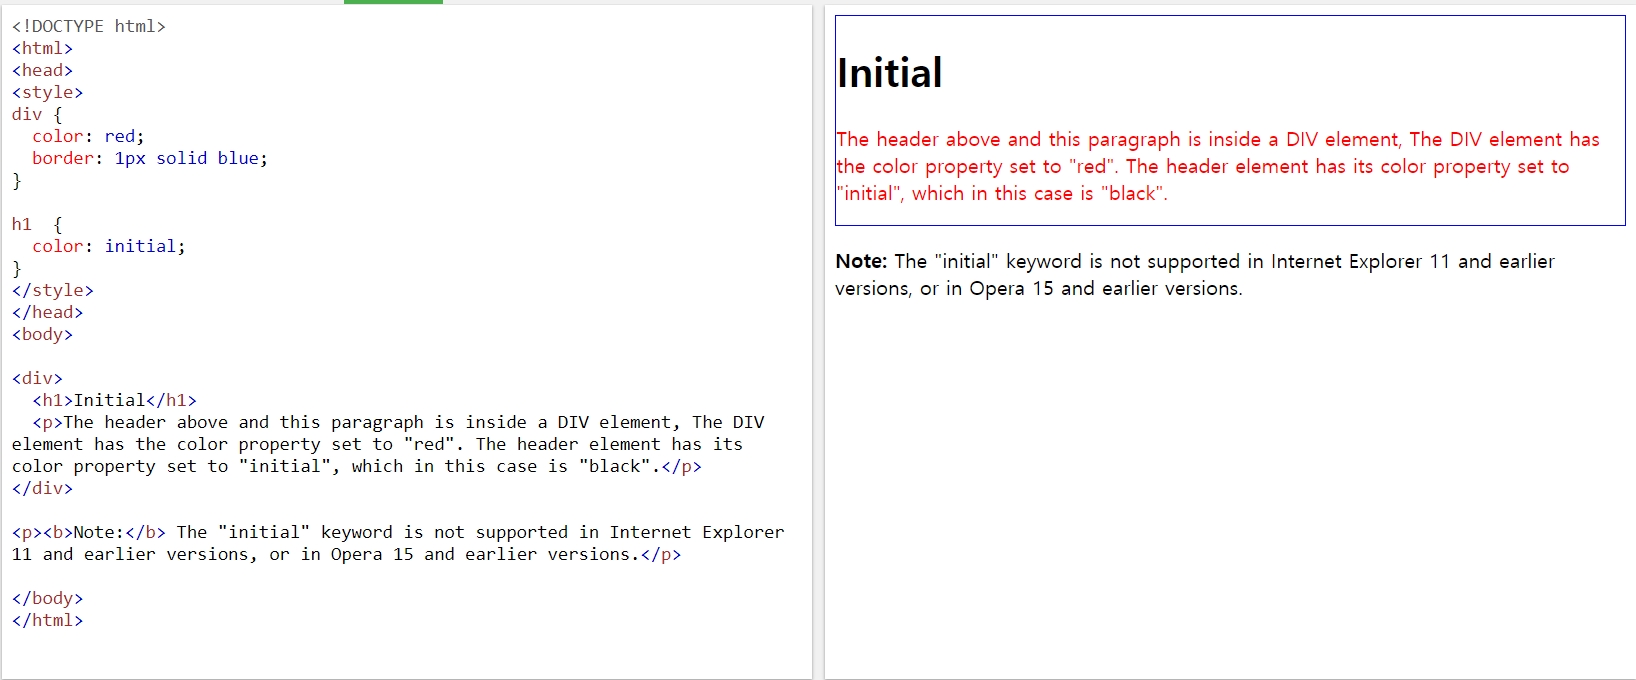 <!DOCTYPE html>
<html>
<head>
<style>
div {
  color: red;
  border: 1px solid blue;
}

h1  {
  color: initial;
}
</style>
</head>
<body>

<div>
  <h1>Initial</h1>
  <p>The header above and this paragraph is inside a DIV element, The DIV
element has the color property set to "red". The header element has its
color property set to "initial", which in this case is "black".</p>
</div>

<p><b>Note:</b> The "initial" keyword is not supported in Internet Explorer
11 and earlier versions, or in Opera 15 and earlier versions.</p>

</body>
</html>
Initial
The header above and this paragraph is inside a DIV element, The DIV element has
the color property set to "red". The header element has its color property set to
"initial", which in this case is "black".
Note: The "initial" keyword is not supported in Internet Explorer 11 and earlier
versions, or in Opera 15 and earlier versions.